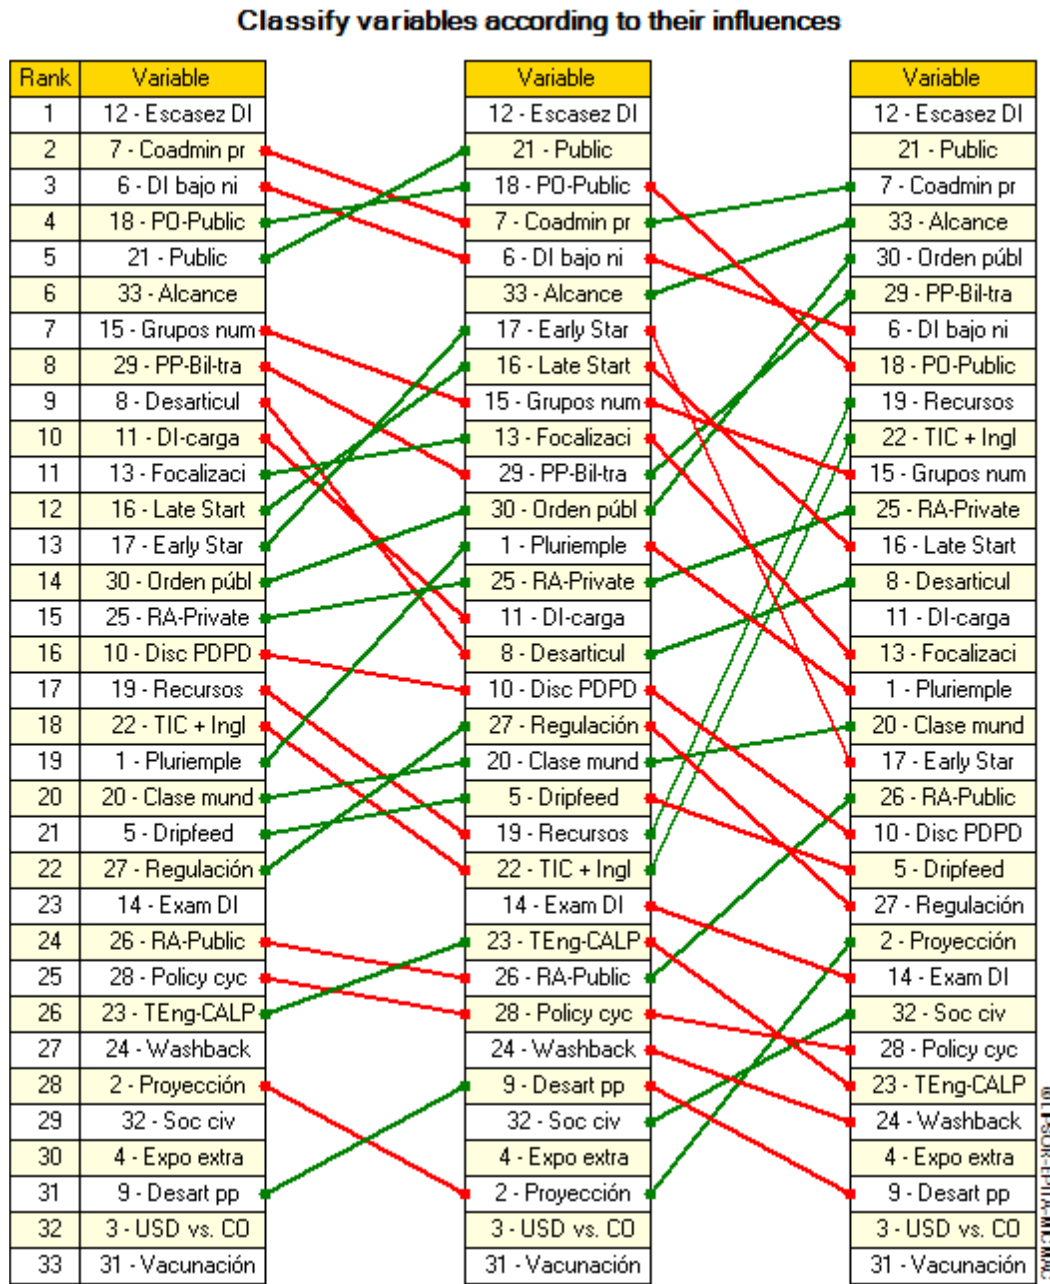 Classify variables according to their influences
Rank Variable Variable Variable
1 12 - Escasez DI 12 - Escasez DI 12 - Escasez DI
2 7 - Coadmin pr 21 - Public 21 - Public
3 6 - DI bajo ni 18 - PO-Public 7 - Coadmin pr
4 18 - PO-Public 7 - Coadmin pr 33 - Alcance
5 21 - Public 6 - DI bajo ni 30 - Orden públ
6 33 - Alcance 33 - Alcance 29 - PP-Bil-tra
7 15 - Grupos num 17 - Early Star 6 - DI bajo ni
8 29 - PP-Bil-tra 16 - Late Start 18 - PO-Public
9 8 - Desarticul 15 - Grupos num 19 - Recursos
10 11 - DI-carga 13 - Focalizaci 22 - TIC + Ingl
11 13 - Focalizaci 29 - PP-Bil-tra 15 - Grupos num
12 16 - Late Start 30 - Orden públ 25 - RA-Private
13 17 - Early Star 1 - Pluriemple 16 - Late Start
14 30 - Orden públ 25 - RA-Private 8 - Desarticul
15 25 - RA-Private 11 - DI-carga 11 - DI-carga
16 10 - Disc PDPD 8 - Desarticul 13 - Focalizaci
17 19 - Recursos 10 - Disc PDPD 1 - Pluriemple
18 22 - TIC + Ingl 27 - Regulación 20 - Clase mund
19 1 - Pluriemple 20 - Clase mund 17 - Early Star
20 20 - Clase mund 5 - Dripfeed 26 - RA-Public
21 5 - Dripfeed 19 - Recursos 10 - Disc PDPD
22 27 - Regulación 22 - TIC + Ingl 5 - Dripfeed
23 14 - Exam DI 14 - Exam DI 27 - Regulación
24 26 - RA-Public 23 - TEng-CALP 2 - Proyección
25 28 - Policy cyc 26 - RA-Public 14 - Exam DI
26 23 - TEng-CALP 28 - Policy cyc 32 - Soc civ
27 24 - Washback 24 - Washback 28 - Policy cyc
28 2 - Proyección 9 - Desart pp 23 - TEng-CALP
29 32 - Soc civ 32 - Soc civ 24 - Washback
30 4 - Expo extra 4 - Expo extra 4 - Expo extra
31 9 - Desart pp 2 - Proyección 9 - Desart pp
32 3 - USD vs. CO 3 - USD vs. CO 3 - USD vs. CO
33 31 - Vacunación 31 - Vacunación 31 - Vacunación
© LIPSOR-EPITA-MICMAC